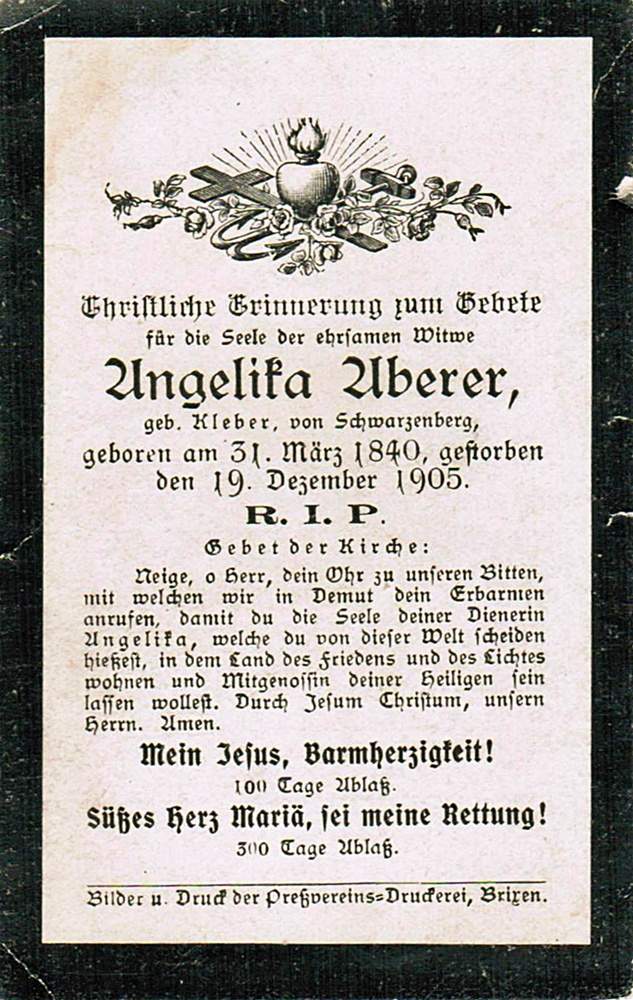 Christliche Erinnerung zum Gebete
für die Seele der ehrsamen Witwe
Angelika Aberer,
geb. Kleber, von Schwarzenberg,
geboren am 31. März 1840, gestorben
den 19. Dezember 1905.
R. I. P.
Gebet der Kirche:
Neige, o Herr, dein Ohr zu unseren Bitten,
mit welchen wir in Demut dein Erbarmen
anrufen, damit du die Seele deiner Dienerin
Angelika, welche du von dieser Welt scheiden
hießest, in dem Land des Friedens und des Lichtes
wohnen und Mitgenossin deiner Heiligen sein
lassen wollest. Durch Jesum Christum, unsern
Herrn. Amen.
Mein Jesus, Barmherzigkeit!
100 Tage Ablaß.
Süßes Herz Mariä, sei meine Rettung!
300 Tage Ablaß.
Bilder u. Druck der Preßvereins-Druckerei, Brixen.